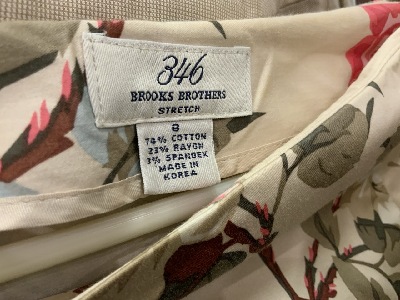 346
BROOKS BROTHERS
STRETCH
8
74% COTTON
23% RAYON
3% SPANDEX
MADE IN
KOREA